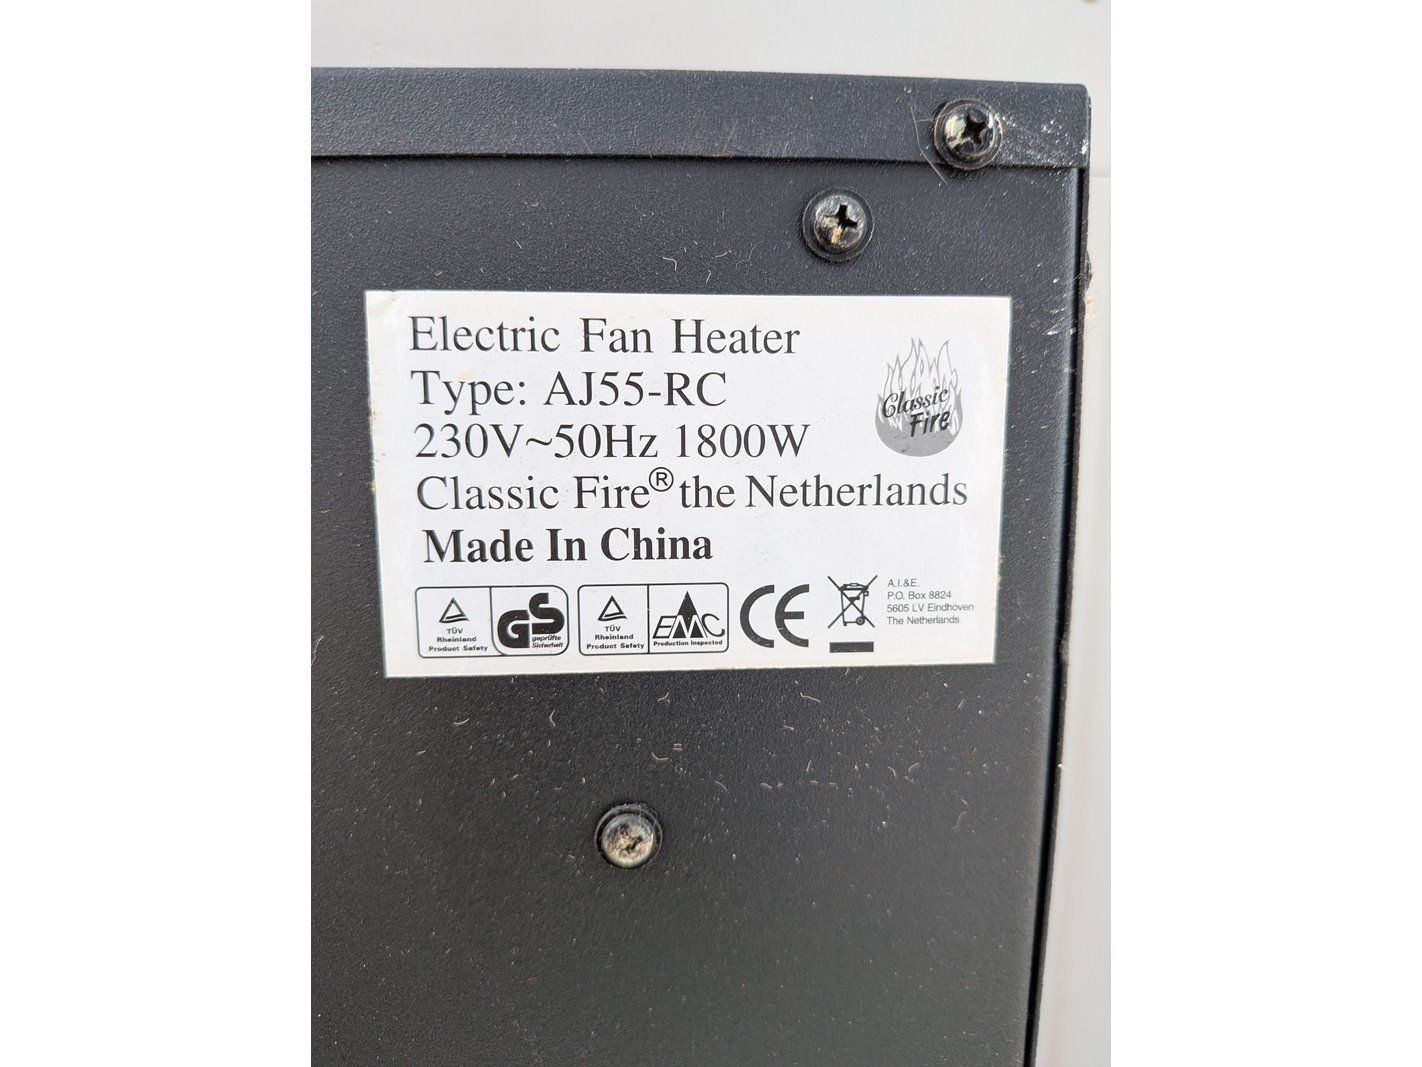 Electric Fan Heater
Type: AJ55-RC
230V~50Hz 1800W
Classic Fire® the Netherlands
Made In China
Classic
Fire
TÜV
Rheinland
Product Safety
GS
geprüfte
Sicherheit
TÜV
Rheinland
Product Safety
EMC
Production Inspected
CE
A.I.&E.
P.O. Box 8824
5605 LV Eindhoven
The Netherlands